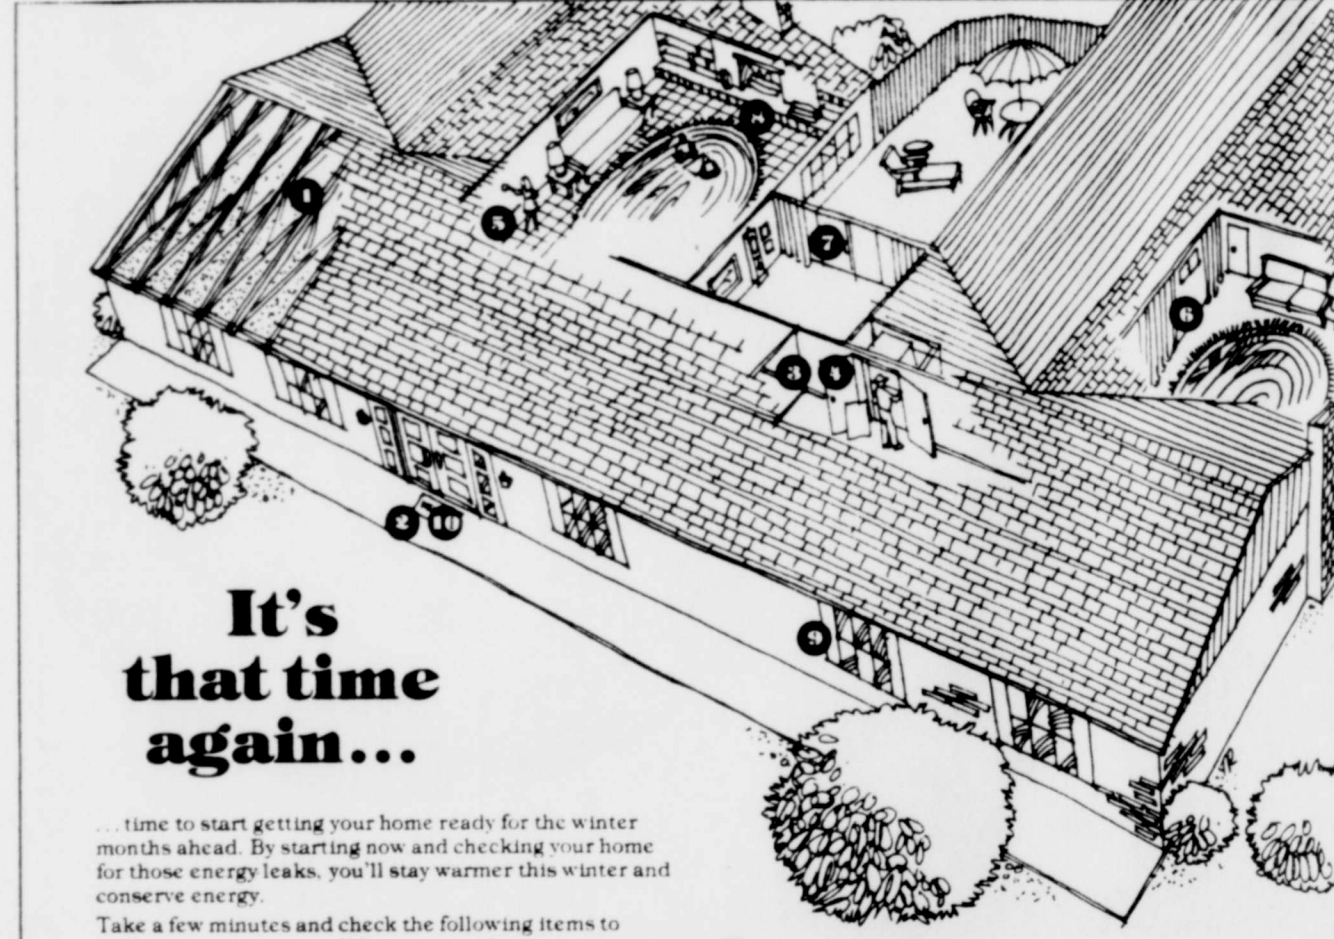 1
8
5
7
6
3 4
2 10
9
It's
that time
again...
...time to start getting your home ready for the winter
months ahead. By starting now and checking your home
for those energy leaks, you'll stay warmer this winter and
conserve energy.
Take a few minutes and check the following items to